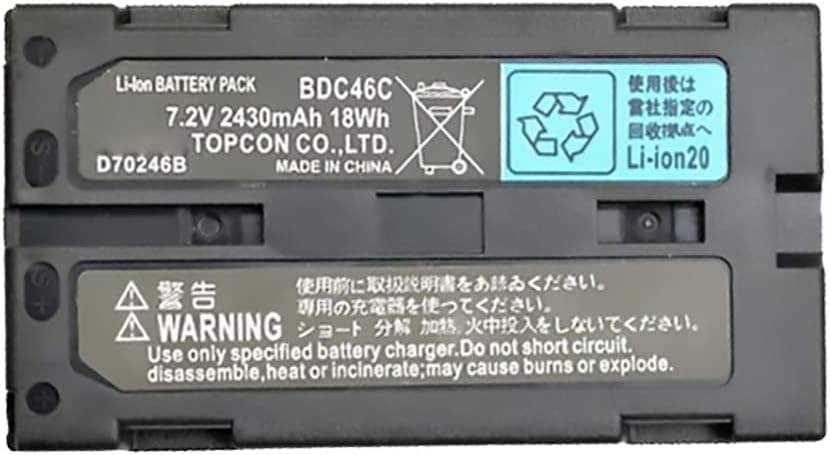 Li-Ion BATTERY PACK BDC46C
7.2V 2430mAh 18Wh
TOPCON CO.,LTD.
D70246B MADE IN CHINA
使用後は
當社指定の
回收拠点へ
Li-ion20
S-
S+
警告 使用前に取扱説明書をあ詰ゐください。
専用の充電器を使ってください。
WARNING ショート 分解 加熱,火中投入をしないてください。
Use only specified battery charger.Do not short circuit.
disassemble,heat or incinerate;may cause burns or explode.